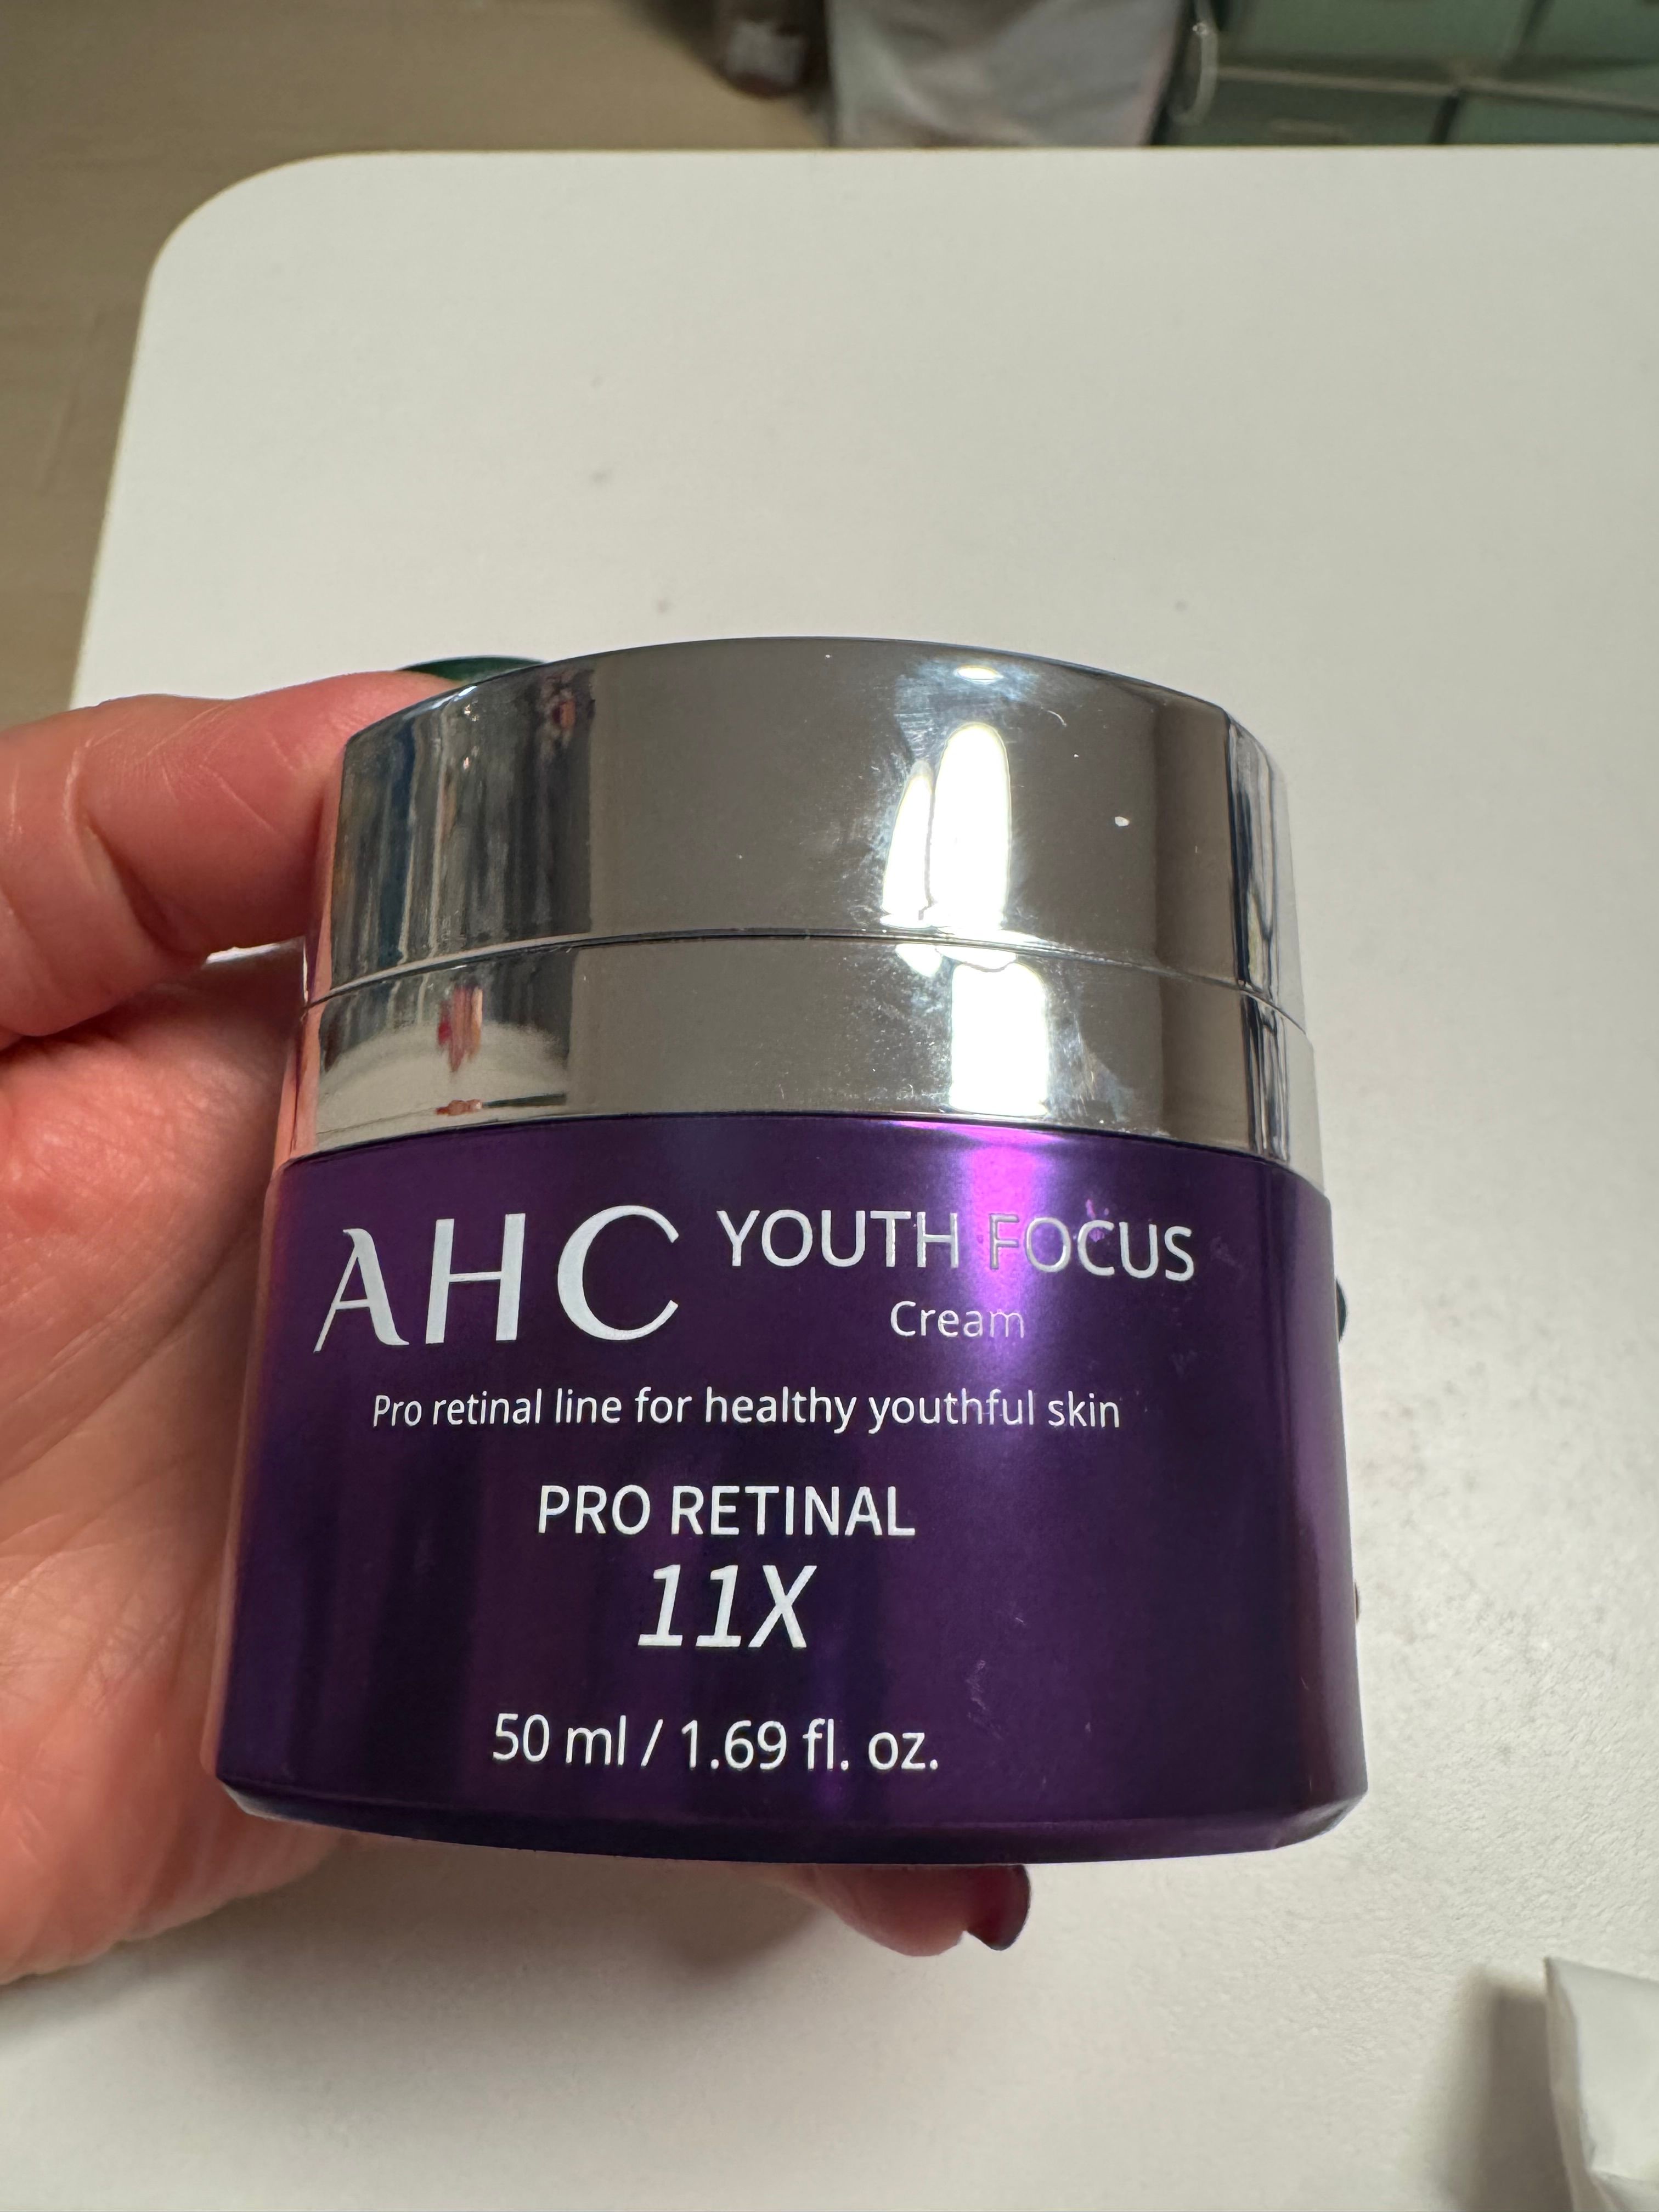 AHC YOUTH FOCUS
Cream
Pro retinal line for healthy youthful skin
PRO RETINAL
11X
50 ml / 1.69 fl. oz.